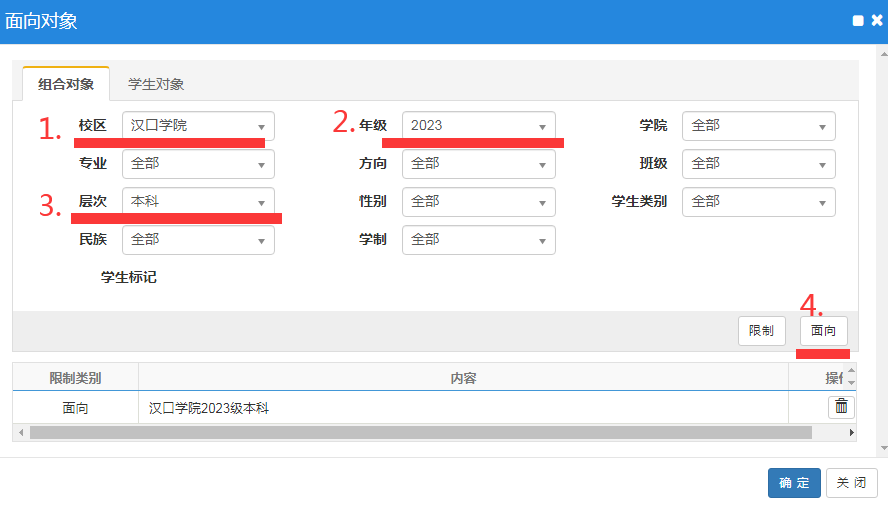 面向对象
组合对象 学生对象
1. 校区 汉口学院 2. 年级 2023 学院 全部
专业 全部 方向 全部 班级 全部
3. 层次 本科 性别 全部 学生类别 全部
民族 全部 学制 全部
学生标记
4.
限制 面向
限制类别 内容 操作
面向 汉口学院2023级本科
确 定 关 闭